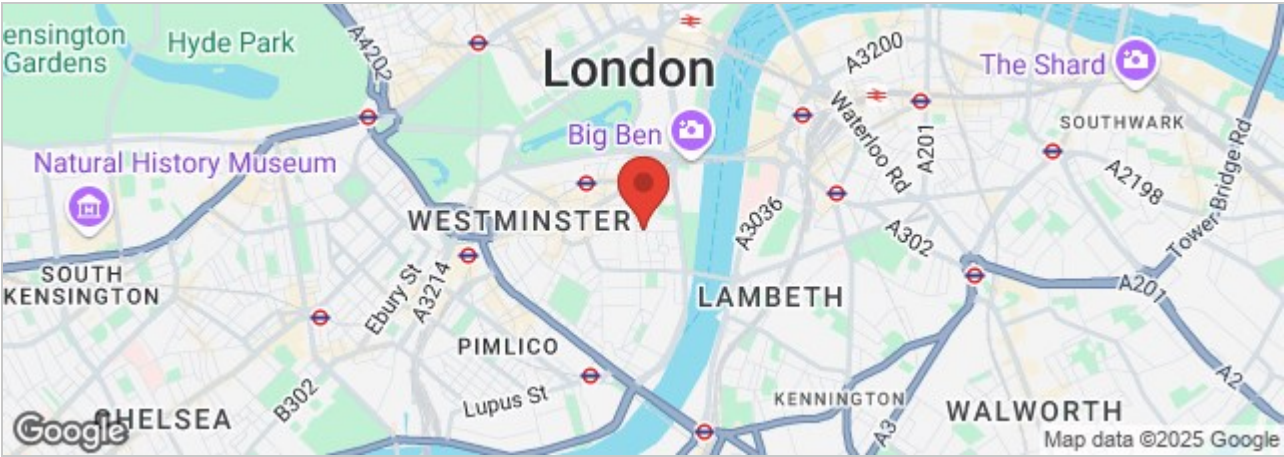 ensington
Gardens
Hyde Park
A4202
London
A3200
The Shard
Big Ben
Waterloo Rd
A201
SOUTHWARK
Natural History Museum
A2198
Tower Bridge Rd
WESTMINSTER
A3036
A302
SOUTH
KENSINGTON
Ebury St
A3214
LAMBETH
A201
PIMLICO
A2
B302
Lupus St
KENNINGTON
WALWORTH
CHELSEA
A3
Google
Map data ©2025 Google